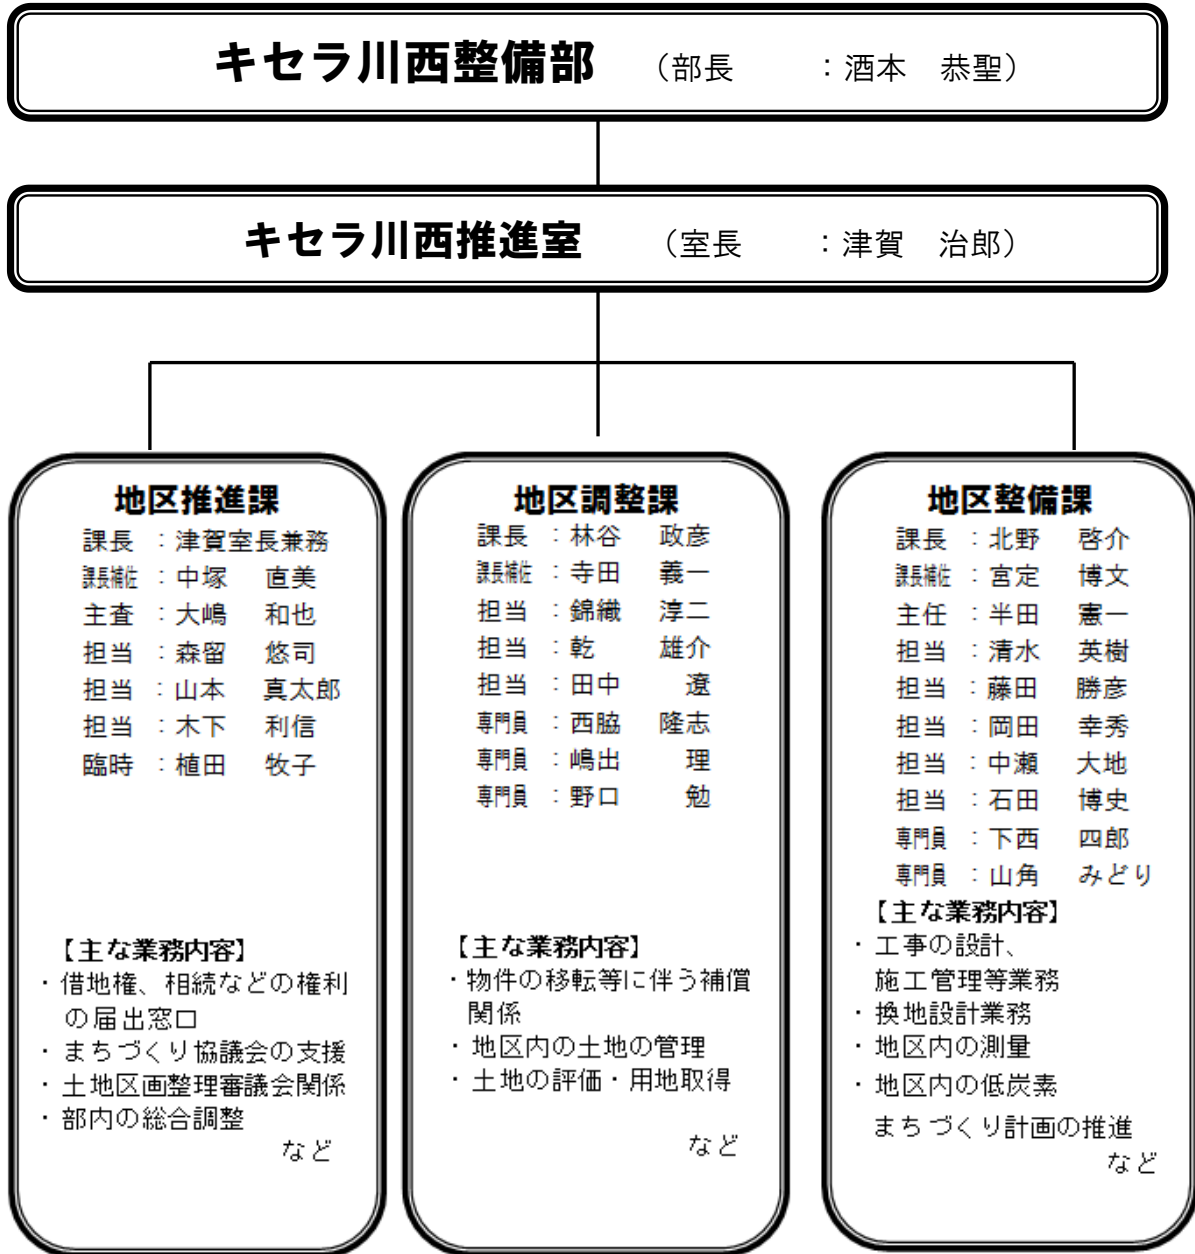 キセラ川西整備部　（部長　　：酒本　恭聖）
キセラ川西推進室　（室長　　：津賀　治郎）
地区推進課
課長　：津賀室長兼務
課長補佐　：中塚　直美
主査　：大嶋　和也
担当　：森留　悠司
担当　：山本　真太郎
担当　：木下　利信
臨時　：植田　牧子
【主な業務内容】
・借地権、相続などの権利
の届出窓口
・まちづくり協議会の支援
・土地区画整理審議会関係
・部内の総合調整
など
地区調整課
課長　：林谷　政彦
課長補佐　：寺田　義一
担当　：錦織　淳二
担当　：乾　雄介
担当　：田中　遼
専門員　：西脇　隆志
専門員　：嶋出　理
専門員　：野口　勉
【主な業務内容】
・物件の移転等に伴う補償
関係
・地区内の土地の管理
・土地の評価・用地取得
など
地区整備課
課長　：北野　啓介
課長補佐　：宮定　博文
主任　：半田　憲一
担当　：清水　英樹
担当　：藤田　勝彦
担当　：岡田　幸秀
担当　：中瀬　大地
担当　：石田　博史
専門員　：下西　四郎
専門員　：山角　みどり
【主な業務内容】
・工事の設計、
施工管理等業務
・換地設計業務
・地区内の測量
・地区内の低炭素
まちづくり計画の推進
など